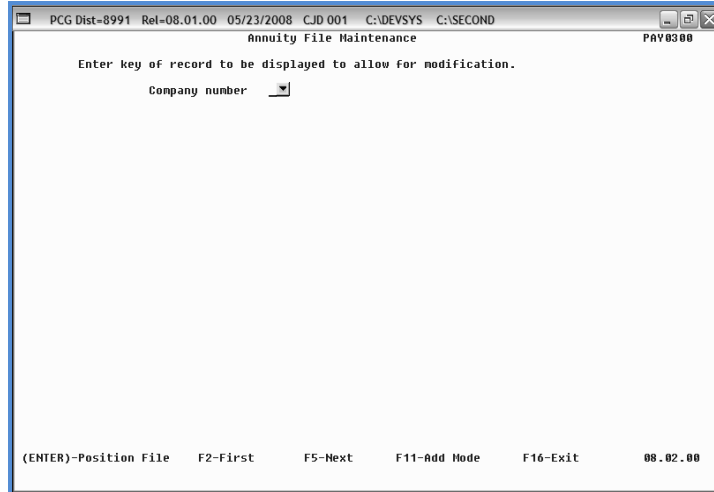 PCG Dist=8991 Rel=08.01.00 05/23/2008 CJD 001 C:\DEVSYS C:\SECOND
Annuity File Maintenance PAY0300
Enter key of record to be displayed to allow for modification.
Company number
(ENTER)-Position File F2-First F5-Next F11-Add Mode F16-Exit 08.02.00